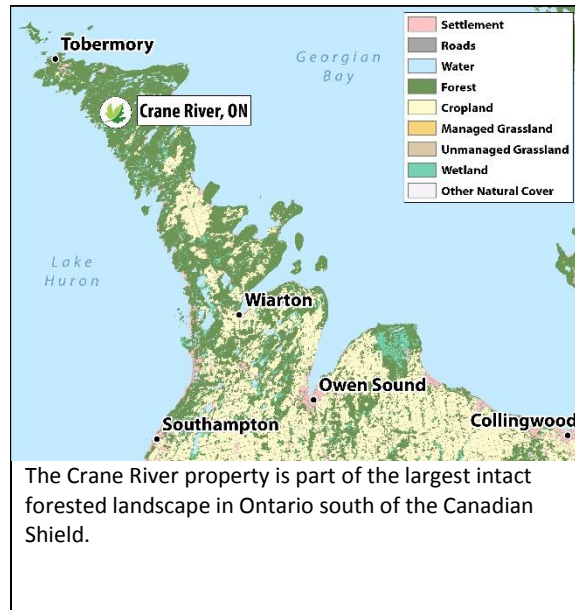 Tobermory
Georgian
Bay
Crane River, ON
Settlement
Roads
Water
Forest
Cropland
Managed Grassland
Unmanaged Grassland
Wetland
Other Natural Cover
Lake
Huron
Wiarton
Owen Sound
Southampton
Collingwood
The Crane River property is part of the largest intact
forested landscape in Ontario south of the Canadian
Shield.